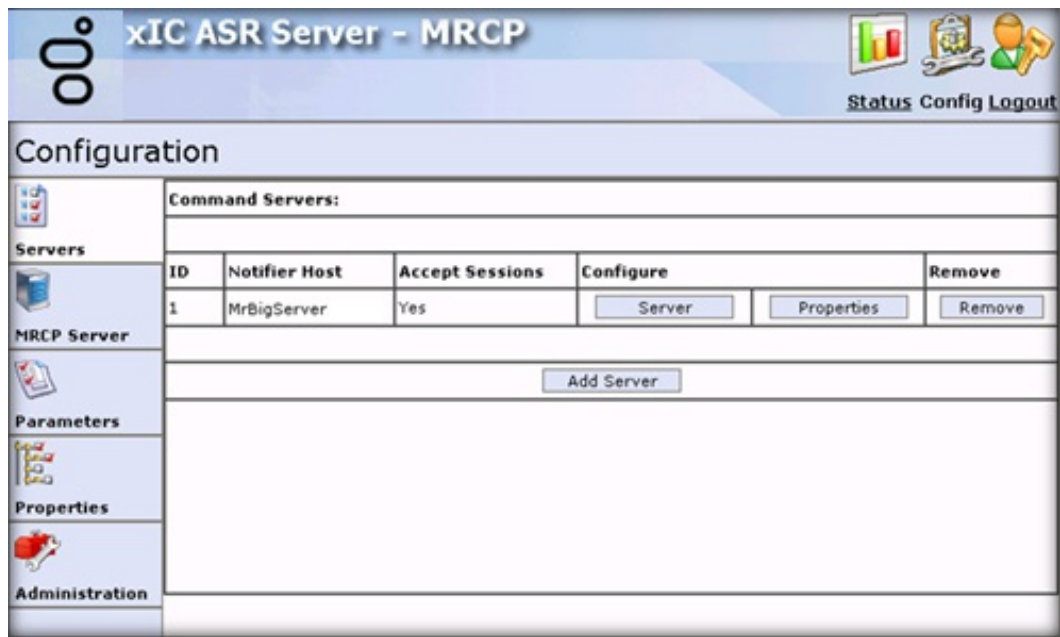 xIC ASR Server - MRCP
Status Config Logout
Configuration
Servers
MRCP Server
Parameters
Properties
Administration
Command Servers:
ID Notifier Host Accept Sessions Configure Remove
1 MrBigServer Yes Server Properties Remove
Add Server